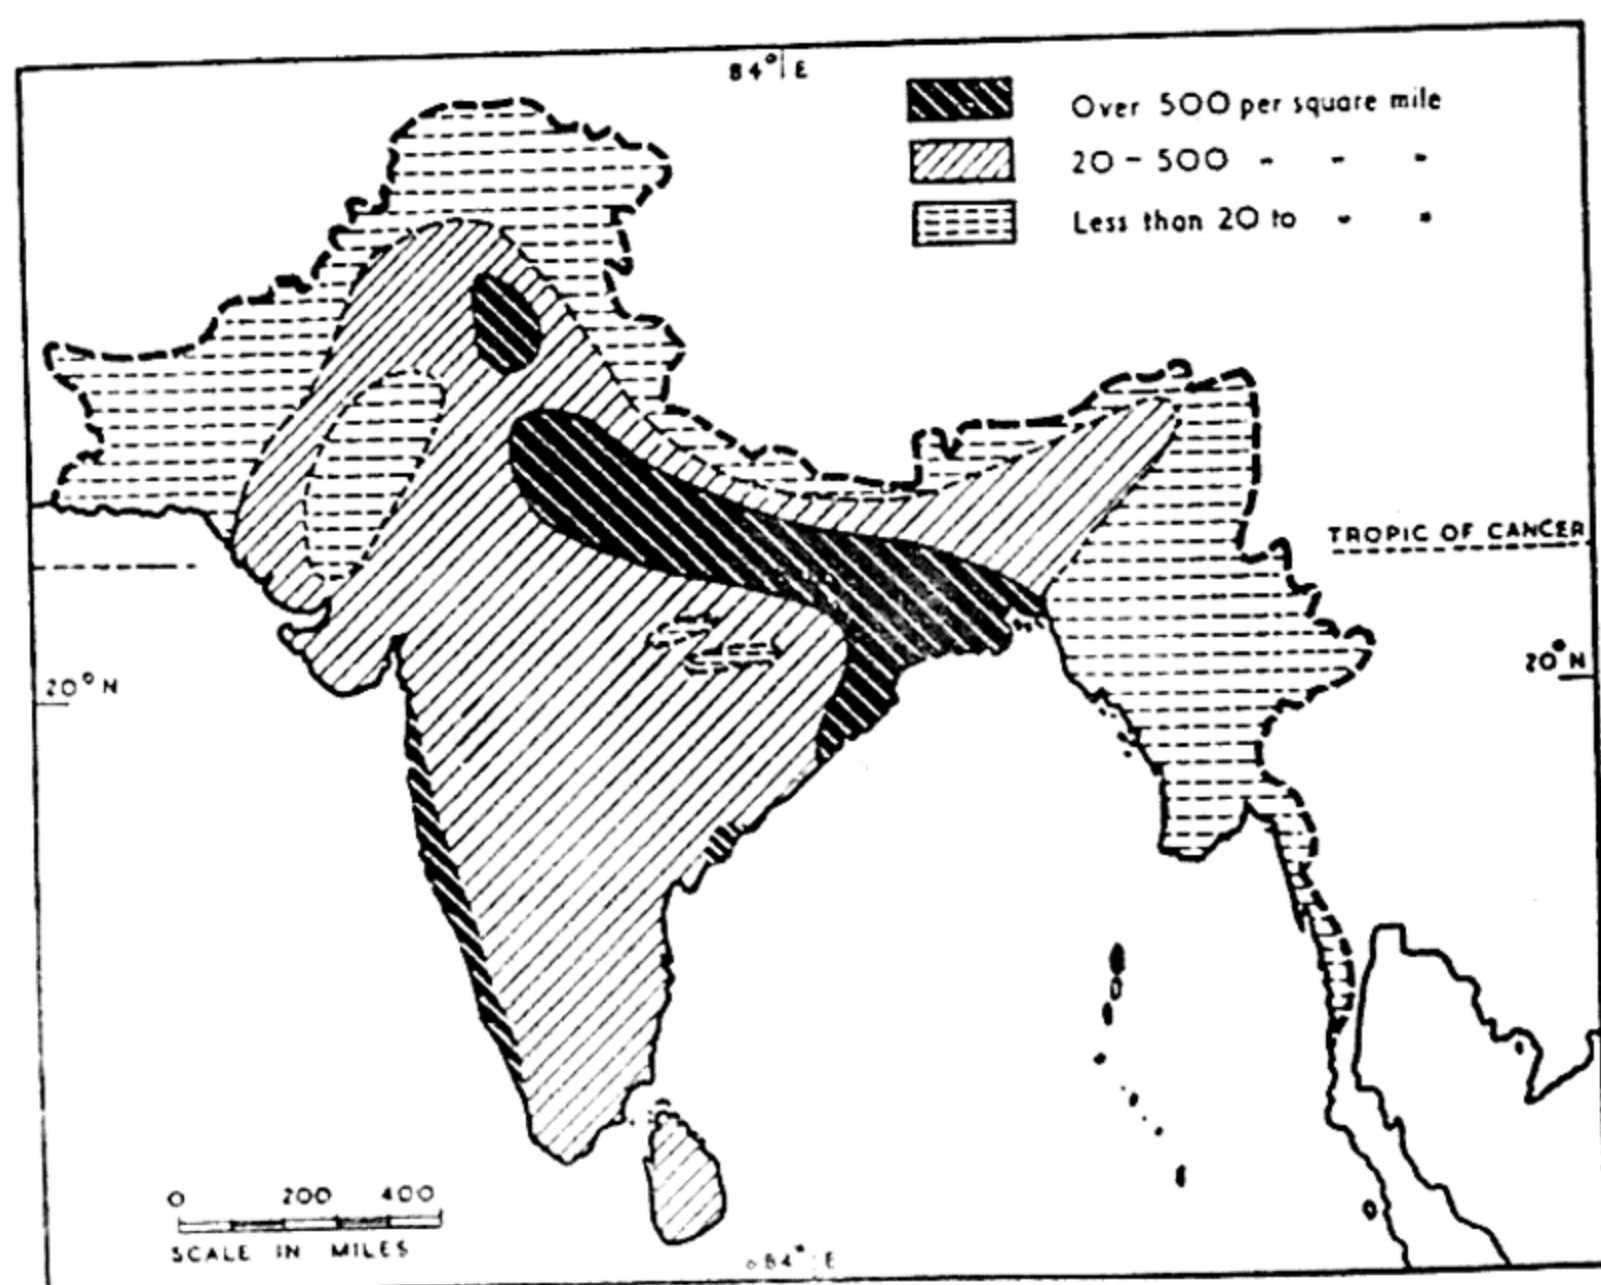 84° E
Over 500 per square mile
20 - 500 - - -
Less than 20 to - -
TROPIC OF CANCER
20° N
20° N
0 200 400
SCALE IN MILES
84° E